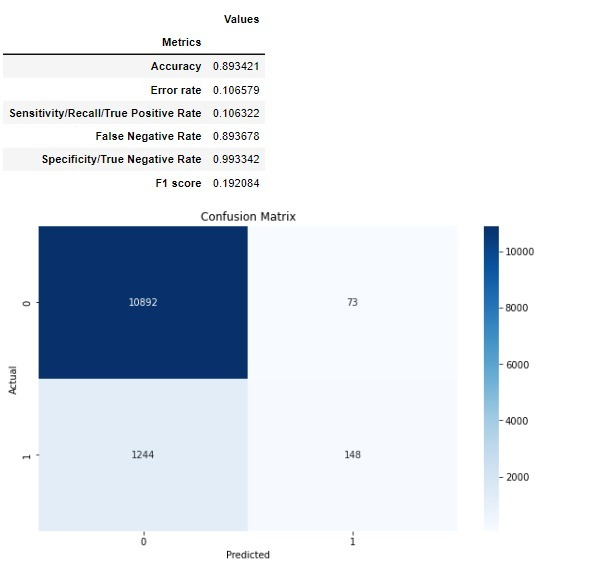 Values
Metrics
Accuracy 0.893421
Error rate 0.106579
Sensitivity/Recall/True Positive Rate 0.106322
False Negative Rate 0.893678
Specificity/True Negative Rate 0.993342
F1 score 0.192084
Confusion Matrix
10000
0 10892 73
8000
6000
Actual
4000
1 1244 148
2000
0 1
Predicted